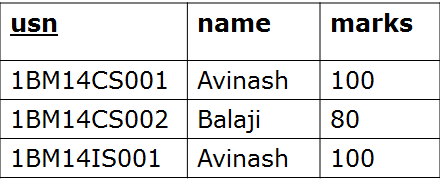 usn name marks
1BM14CS001 Avinash 100
1BM14CS002 Balaji 80
1BM14IS001 Avinash 100